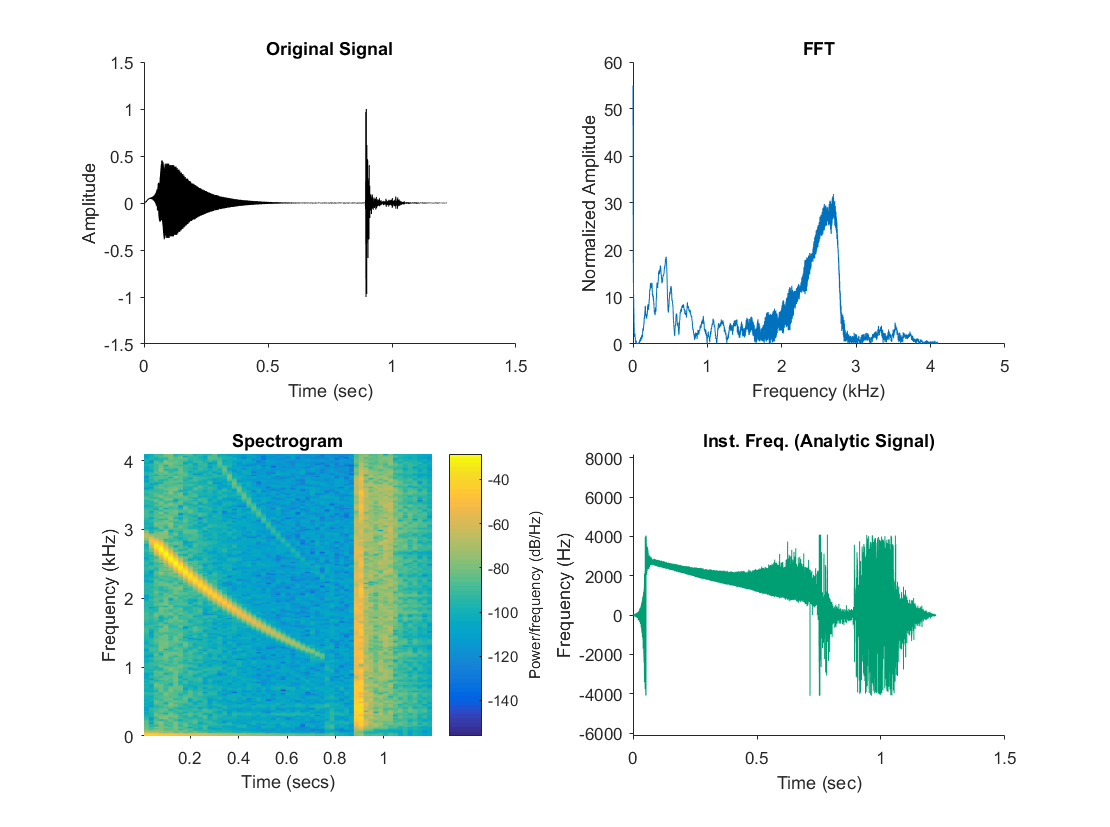 Original Signal
1.5
1
0.5
0
-0.5
-1
-1.5
Amplitude
0 0.5 1 1.5
Time (sec)
FFT
60
50
40
30
20
10
0
Normalized Amplitude
0 1 2 3 4 5
Frequency (kHz)
Spectrogram
4
3
2
1
0
Frequency (kHz)
0.2 0.4 0.6 0.8 1
Time (secs)
-40
-60
-80
-100
-120
-140
Power/frequency (dB/Hz)
Inst. Freq. (Analytic Signal)
8000
6000
4000
2000
0
-2000
-4000
-6000
Frequency (Hz)
0 0.5 1 1.5
Time (sec)